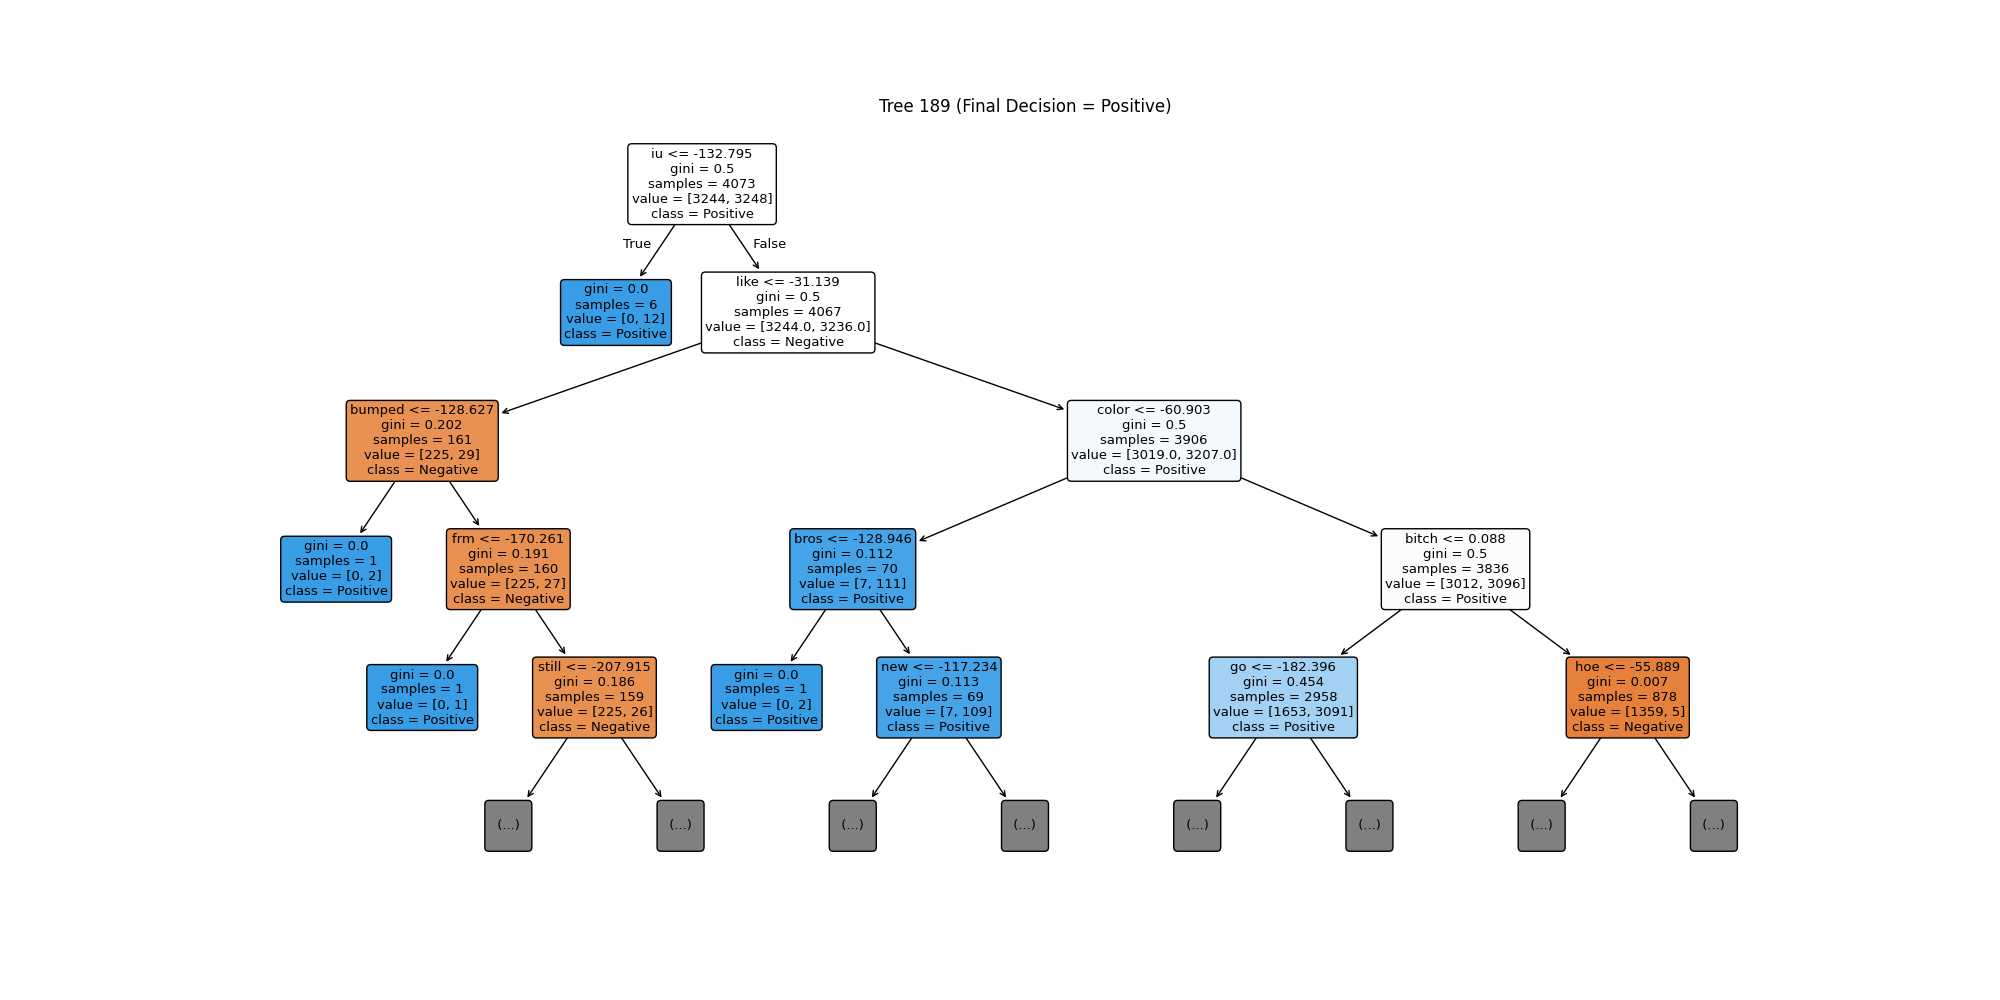 Tree 189 (Final Decision = Positive)
iu <= -132.795
gini = 0.5
samples = 4073
value = [3244, 3248]
class = Positive
True
False
gini = 0.0
samples = 6
value = [0, 12]
class = Positive
like <= -31.139
gini = 0.5
samples = 4067
value = [3244.0, 3236.0]
class = Negative
bumped <= -128.627
gini = 0.202
samples = 161
value = [225, 29]
class = Negative
color <= -60.903
gini = 0.5
samples = 3906
value = [3019.0, 3207.0]
class = Positive
gini = 0.0
samples = 1
value = [0, 2]
class = Positive
frm <= -170.261
gini = 0.191
samples = 160
value = [225, 27]
class = Negative
bros <= -128.946
gini = 0.112
samples = 70
value = [7, 111]
class = Positive
bitch <= 0.088
gini = 0.5
samples = 3836
value = [3012, 3096]
class = Positive
gini = 0.0
samples = 1
value = [0, 1]
class = Positive
still <= -207.915
gini = 0.186
samples = 159
value = [225, 26]
class = Negative
gini = 0.0
samples = 1
value = [0, 2]
class = Positive
new <= -117.234
gini = 0.113
samples = 69
value = [7, 109]
class = Positive
go <= -182.396
gini = 0.454
samples = 2958
value = [1653, 3091]
class = Positive
hoe <= -55.889
gini = 0.007
samples = 878
value = [1359, 5]
class = Negative
(...)
(...)
(...)
(...)
(...)
(...)
(...)
(...)